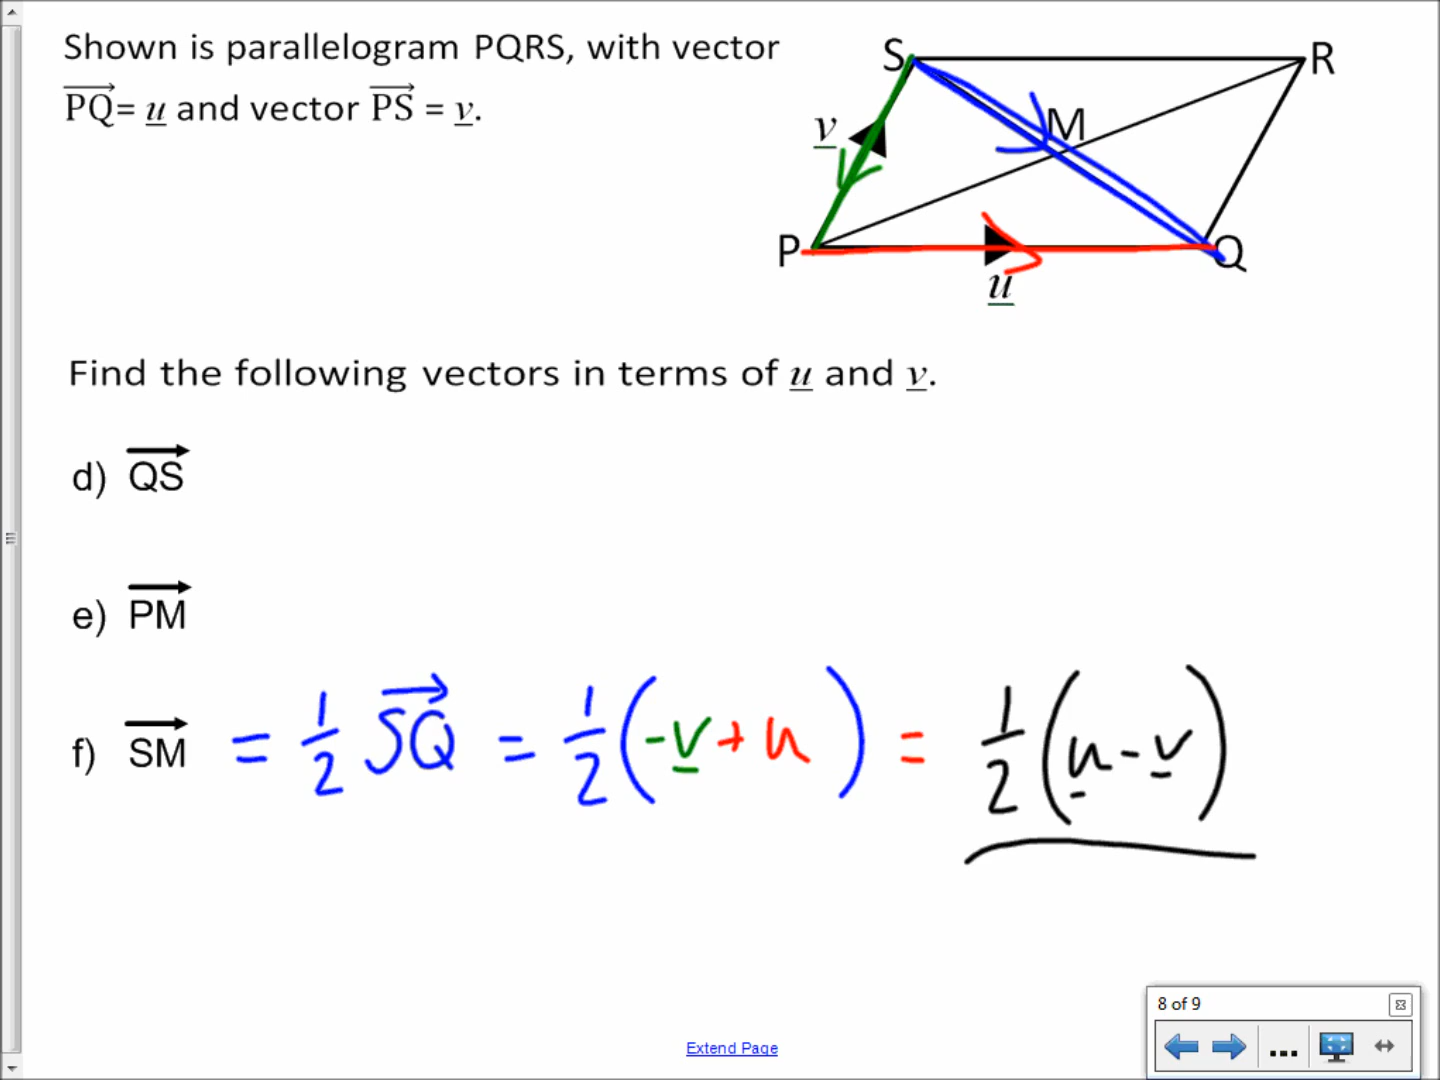 Shown is parallelogram PQRS, with vector
PQ= u and vector PS = v.
S
R
v
M
P
Q
u
Find the following vectors in terms of u and v.
d) QS
e) PM
f) SM = 1/2 SQ = 1/2 (-v+u) = 1/2 (u-v)
8 of 9
...
Extend Page